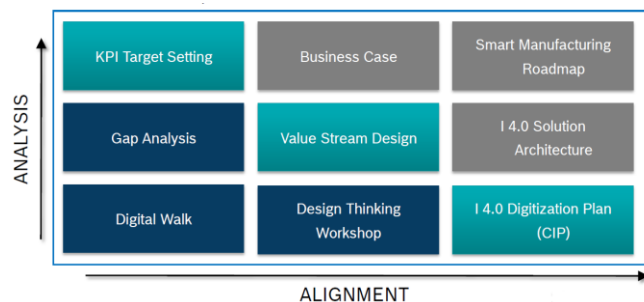 KPI Target Setting
Business Case
Smart Manufacturing
Roadmap
Gap Analysis
Value Stream Design
I 4.0 Solution
Architecture
Digital Walk
Design Thinking
Workshop
I 4.0 Digitization Plan
(CIP)
ANALYSIS
ALIGNMENT